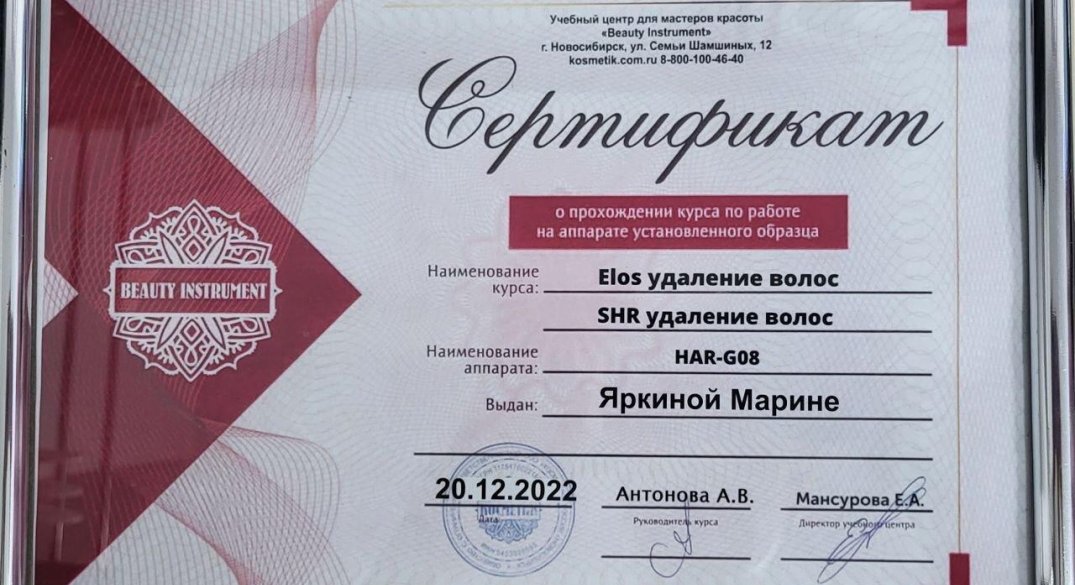 Учебный центр для мастеров красоты
«Beauty Instrument»
г. Новосибирск, ул. Семьи Шамшиных, 12
kosmetik.com.ru 8-800-100-46-40
Сертификат
о прохождении курса по работе
на аппарате установленного образца
BEAUTY INSTRUMENT
Наименование курса: Elos удаление волос
SHR удаление волос
Наименование аппарата: HAR-G08
Выдан: Яркиной Марине
20.12.2022 Антонова А.В. Мансурова Е.А.
Дата Руководитель курса Директор учебного центра